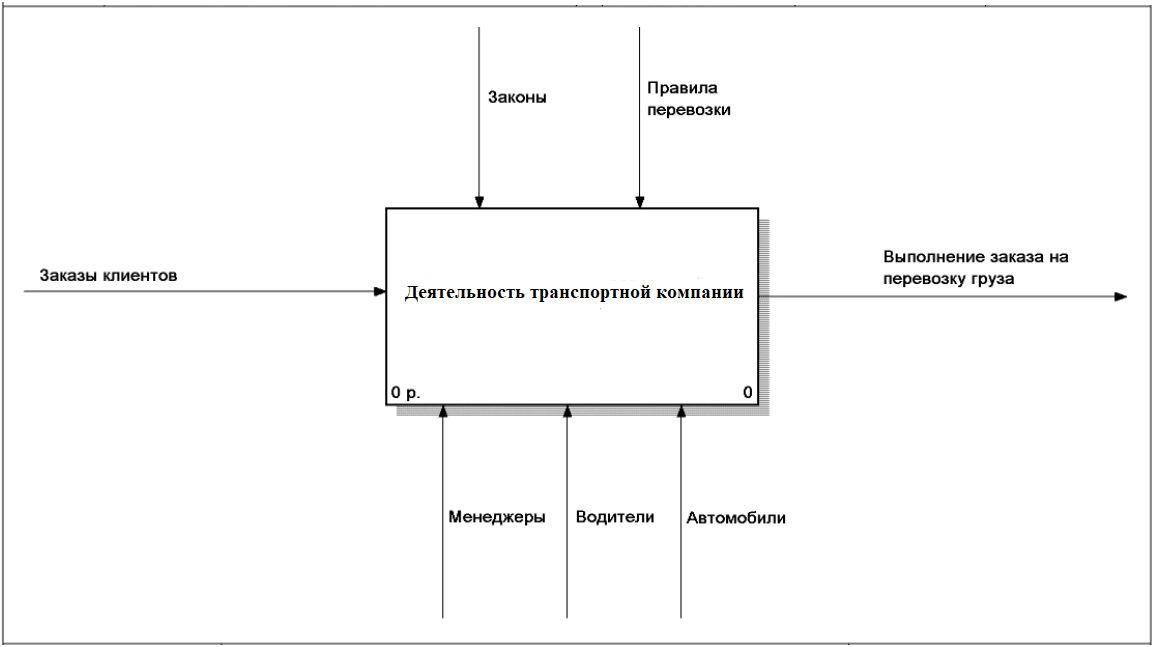 Законы
Правила
перевозки
Заказы клиентов
Деятельность транспортной компании
Выполнение заказа на
перевозку груза
0 р.
0
Менеджеры
Водители
Автомобили